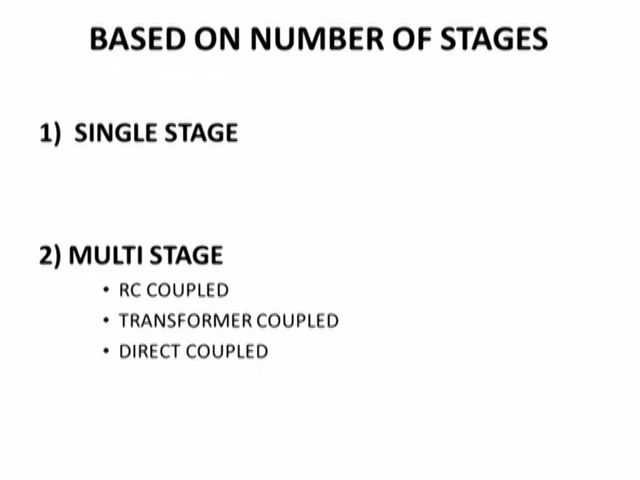 BASED ON NUMBER OF STAGES
1) SINGLE STAGE
2) MULTI STAGE
• RC COUPLED
• TRANSFORMER COUPLED
• DIRECT COUPLED